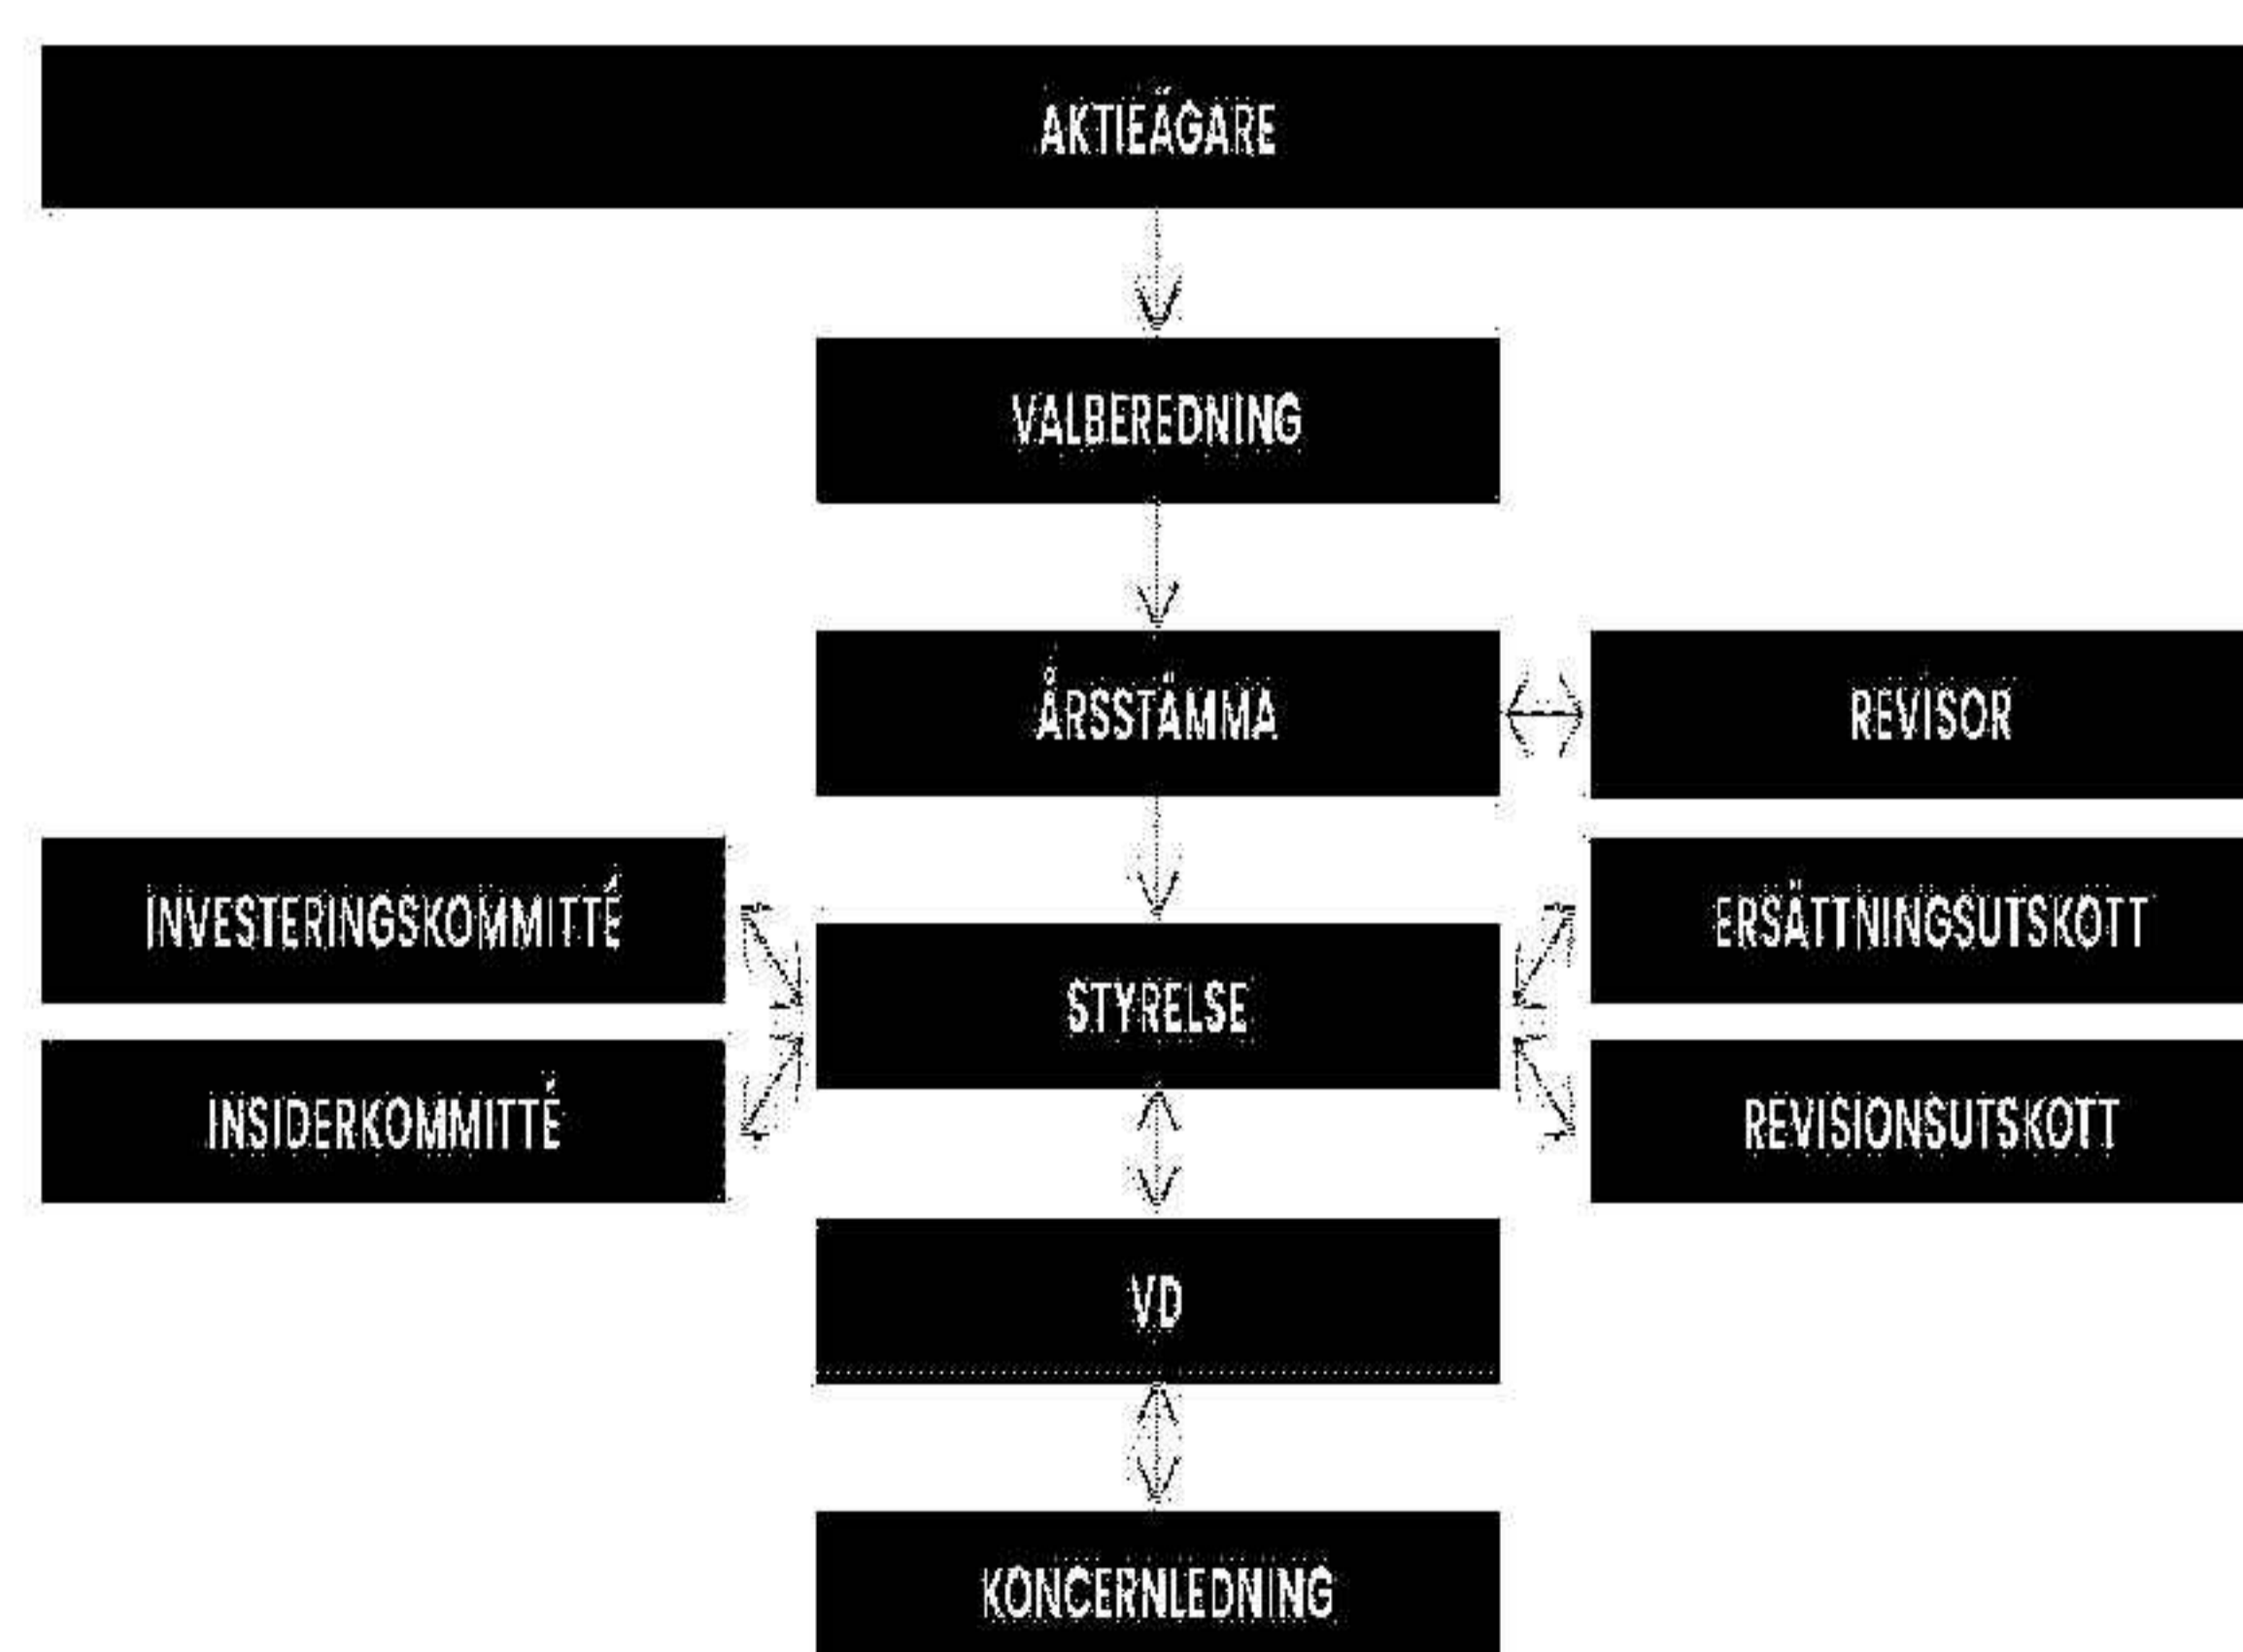 AKTIEÄGARE
VALBEREDNING
ÅRSSTÄMMA
REVISOR
INVESTERINGSKOMMITTÉ
ERSÄTTNINGSUTSKOTT
STYRELSE
INSIDERKOMMITTÉ
REVISIONSUTSKOTT
VD
KONCERNLEDNING